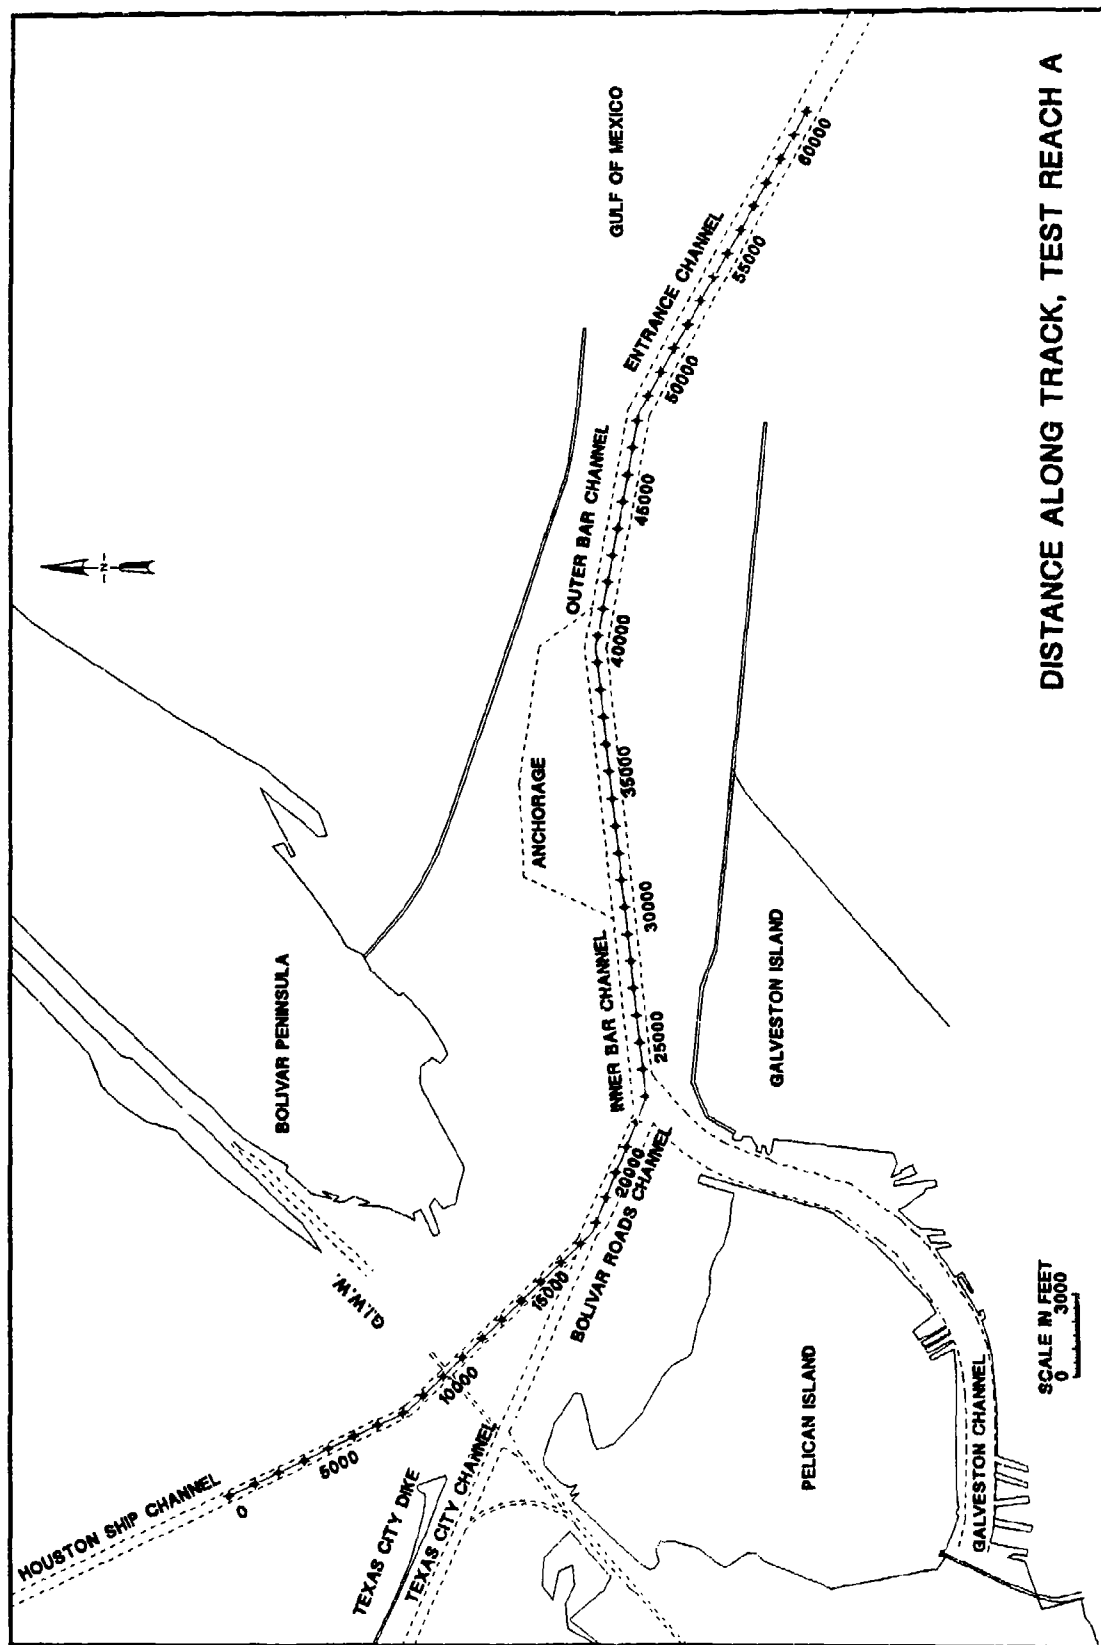 HOUSTON SHIP CHANNEL
0
5000
10000
15000
20000
25000
30000
35000
40000
45000
50000
55000
60000
TEXAS CITY DIKE
TEXAS CITY CHANNEL
G.I.W.W.
BOLIVAR PENINSULA
BOLIVAR ROADS CHANNEL
INNER BAR CHANNEL
ANCHORAGE
OUTER BAR CHANNEL
ENTRANCE CHANNEL
GULF OF MEXICO
N
PELICAN ISLAND
GALVESTON ISLAND
GALVESTON CHANNEL
SCALE IN FEET
0 3000
DISTANCE ALONG TRACK, TEST REACH A